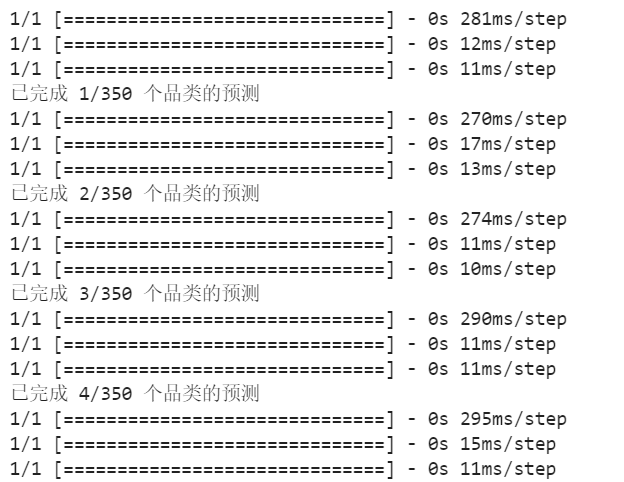 1/1 [==============================] - 0s 281ms/step
1/1 [==============================] - 0s 12ms/step
1/1 [==============================] - 0s 11ms/step
已完成 1/350 个品类的预测
1/1 [==============================] - 0s 270ms/step
1/1 [==============================] - 0s 17ms/step
1/1 [==============================] - 0s 13ms/step
已完成 2/350 个品类的预测
1/1 [==============================] - 0s 274ms/step
1/1 [==============================] - 0s 11ms/step
1/1 [==============================] - 0s 10ms/step
已完成 3/350 个品类的预测
1/1 [==============================] - 0s 290ms/step
1/1 [==============================] - 0s 11ms/step
1/1 [==============================] - 0s 11ms/step
已完成 4/350 个品类的预测
1/1 [==============================] - 0s 295ms/step
1/1 [==============================] - 0s 15ms/step
1/1 [==============================] - 0s 11ms/step